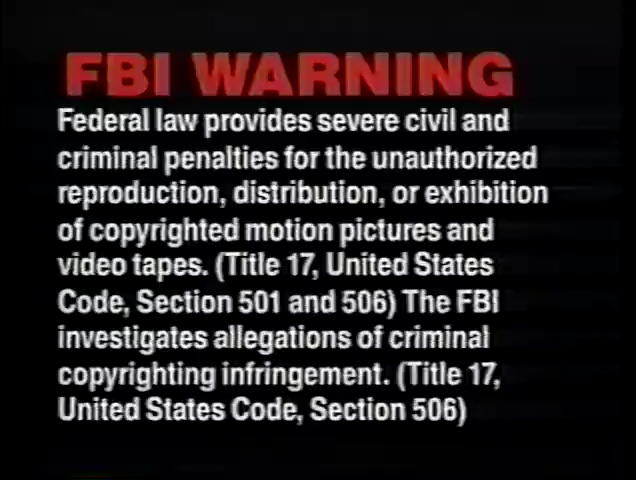 FBI WARNING
Federal law provides severe civil and
criminal penalties for the unauthorized
reproduction, distribution, or exhibition
of copyrighted motion pictures and
video tapes. (Title 17, United States
Code, Section 501 and 506) The FBI
investigates allegations of criminal
copyrighting infringement. (Title 17,
United States Code, Section 506)